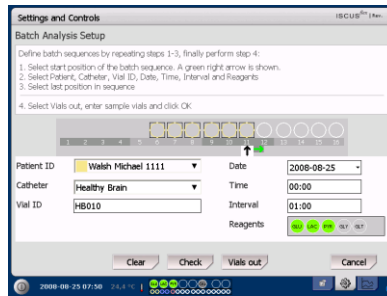 Settings and Controls
ISCUS
Batch Analysis Setup
Define batch sequences by repeating steps 1-3, finally perform step 4:
1. Select start position of the batch sequence. A green right arrow is shown.
2. Select Patient, Catheter, Vial ID, Date, Time, Interval and Reagents
3. Select last position in sequence
4. Select Vials out, enter sample vials and click OK
1 2 3 4 5 6 7 8 9 10 11 12 13 14 15 16
Patient ID Walsh Michael 1111 Date 2008-08-25
Catheter Healthy Brain Time 00:00
Vial ID HB010 Interval 01:00
Reagents GLU LAC PYR GLY GLT
Clear Check Vials out Cancel
2008-08-25 07:50 24,4 °C